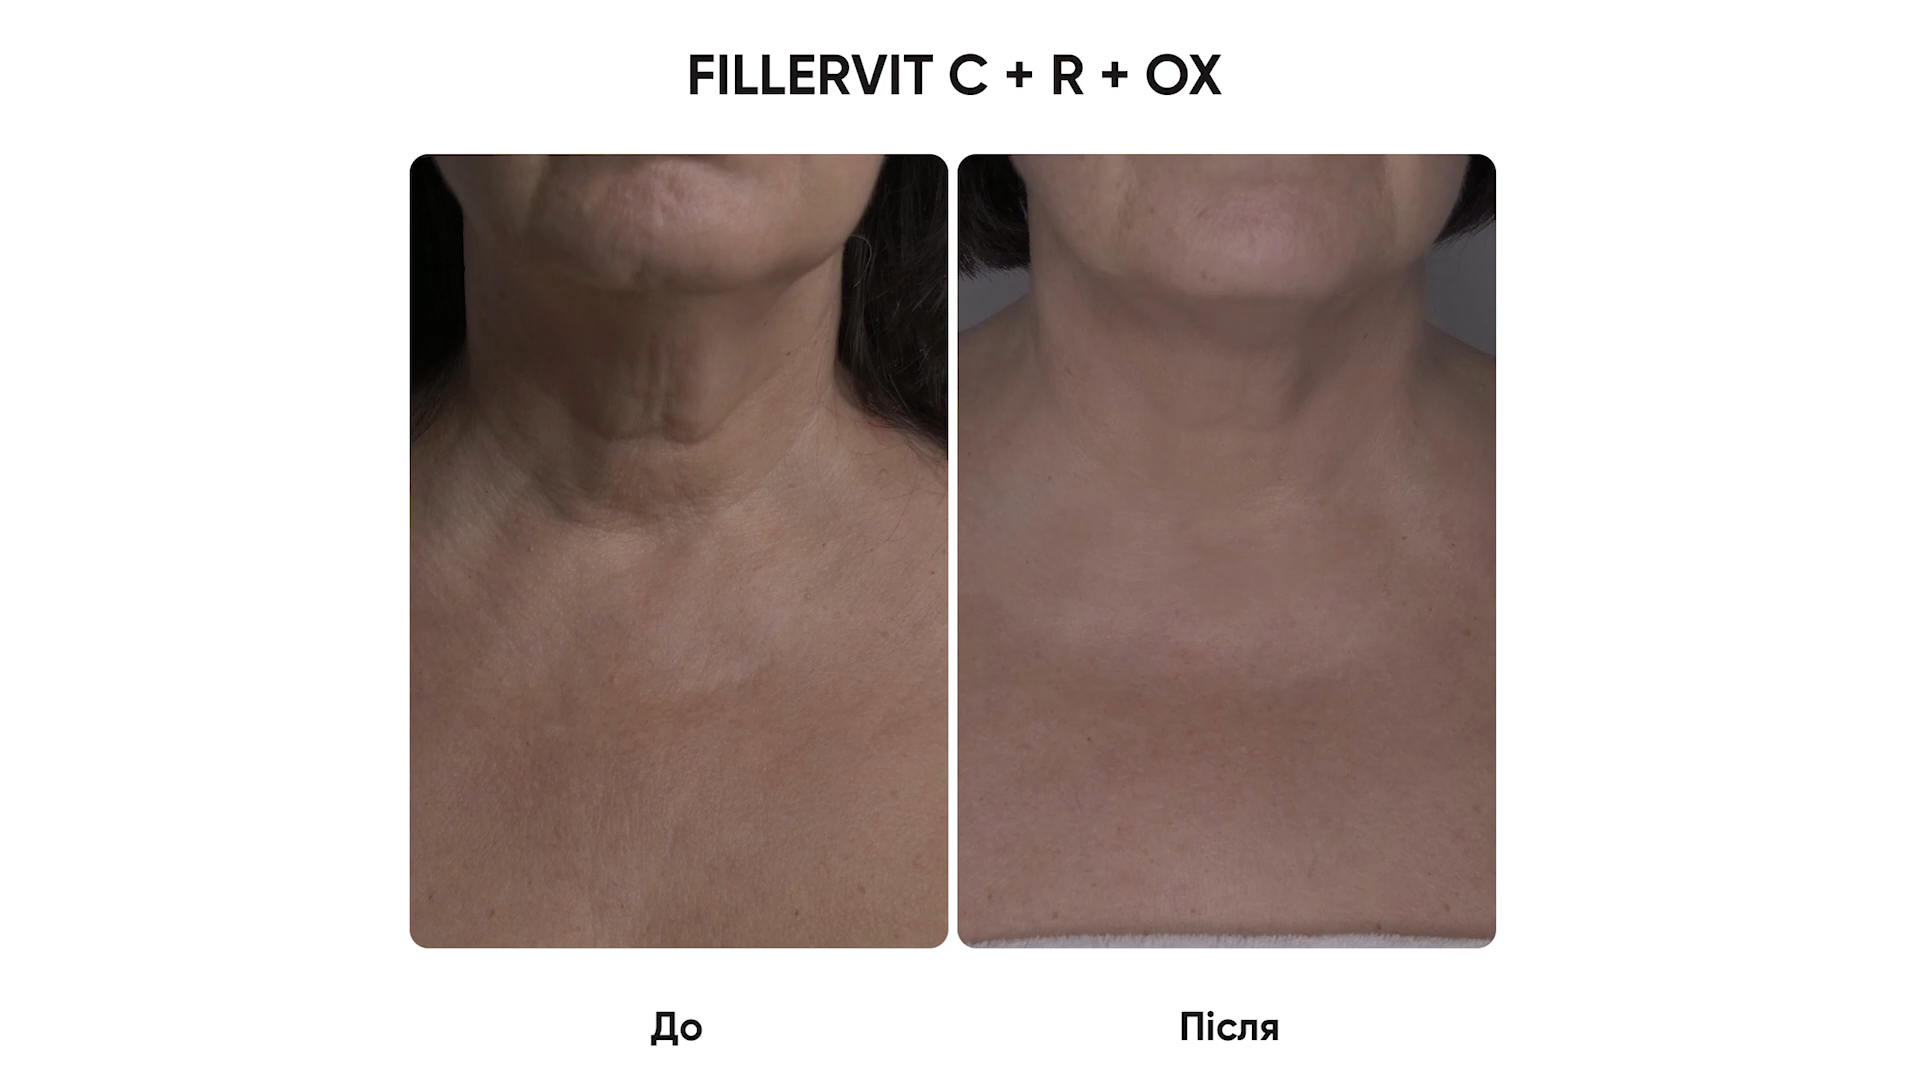 FILLERVIT C + R + OX
До
Після